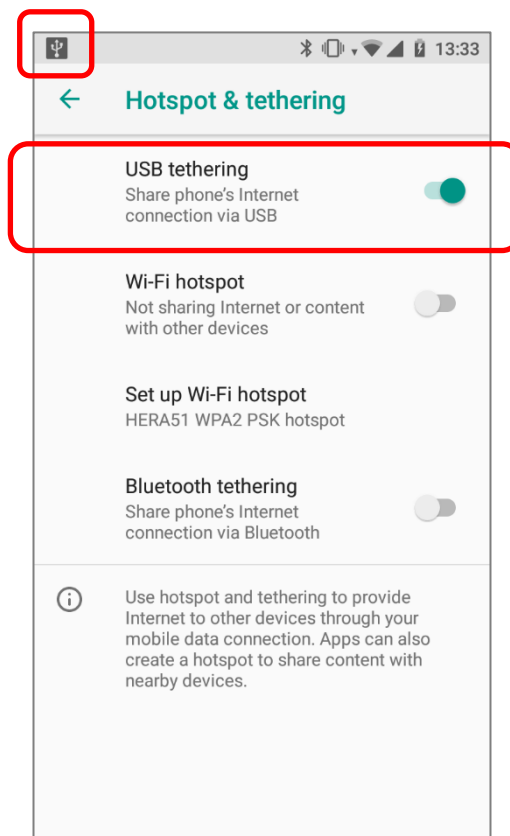 13:33
Hotspot & tethering
USB tethering
Share phone's Internet
connection via USB
Wi-Fi hotspot
Not sharing Internet or content
with other devices
Set up Wi-Fi hotspot
HERA51 WPA2 PSK hotspot
Bluetooth tethering
Share phone's Internet
connection via Bluetooth
Use hotspot and tethering to provide
Internet to other devices through your
mobile data connection. Apps can also
create a hotspot to share content with
nearby devices.